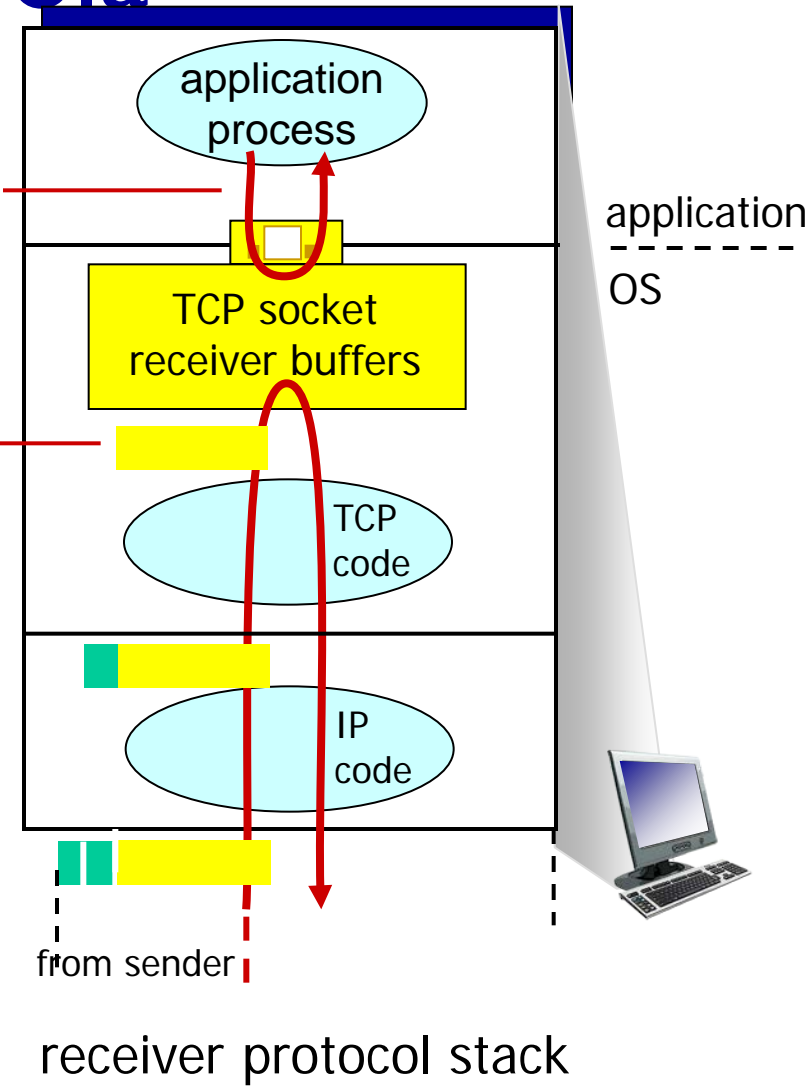 application
process
application
OS
TCP socket
receiver buffers
TCP
code
IP
code
from sender
receiver protocol stack